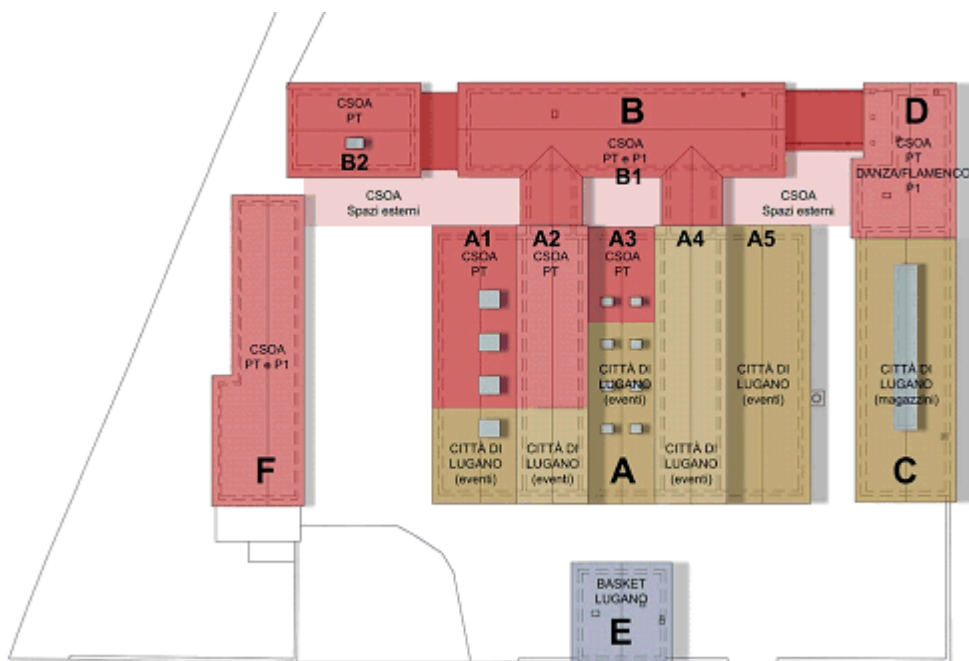 CSOA
PT
B2
B
CSOA
PT e P1
B1
D
CSOA
PT
DANZA/FLAMENCO
P1
CSOA
Spazi esterni
CSOA
Spazi esterni
A1
CSOA
PT
A2
CSOA
PT
A3
CSOA
PT
A4
A5
CSOA
PT e P1
F
CITTÀ DI
LUGANO
(eventi)
CITTÀ DI
LUGANO
(eventi)
CITTÀ DI
LUGANO
(magazzini)
CITTÀ DI
LUGANO
(eventi)
CITTÀ DI
LUGANO
(eventi)
A
CITTÀ DI
LUGANO
(eventi)
C
BASKET
LUGANO
E